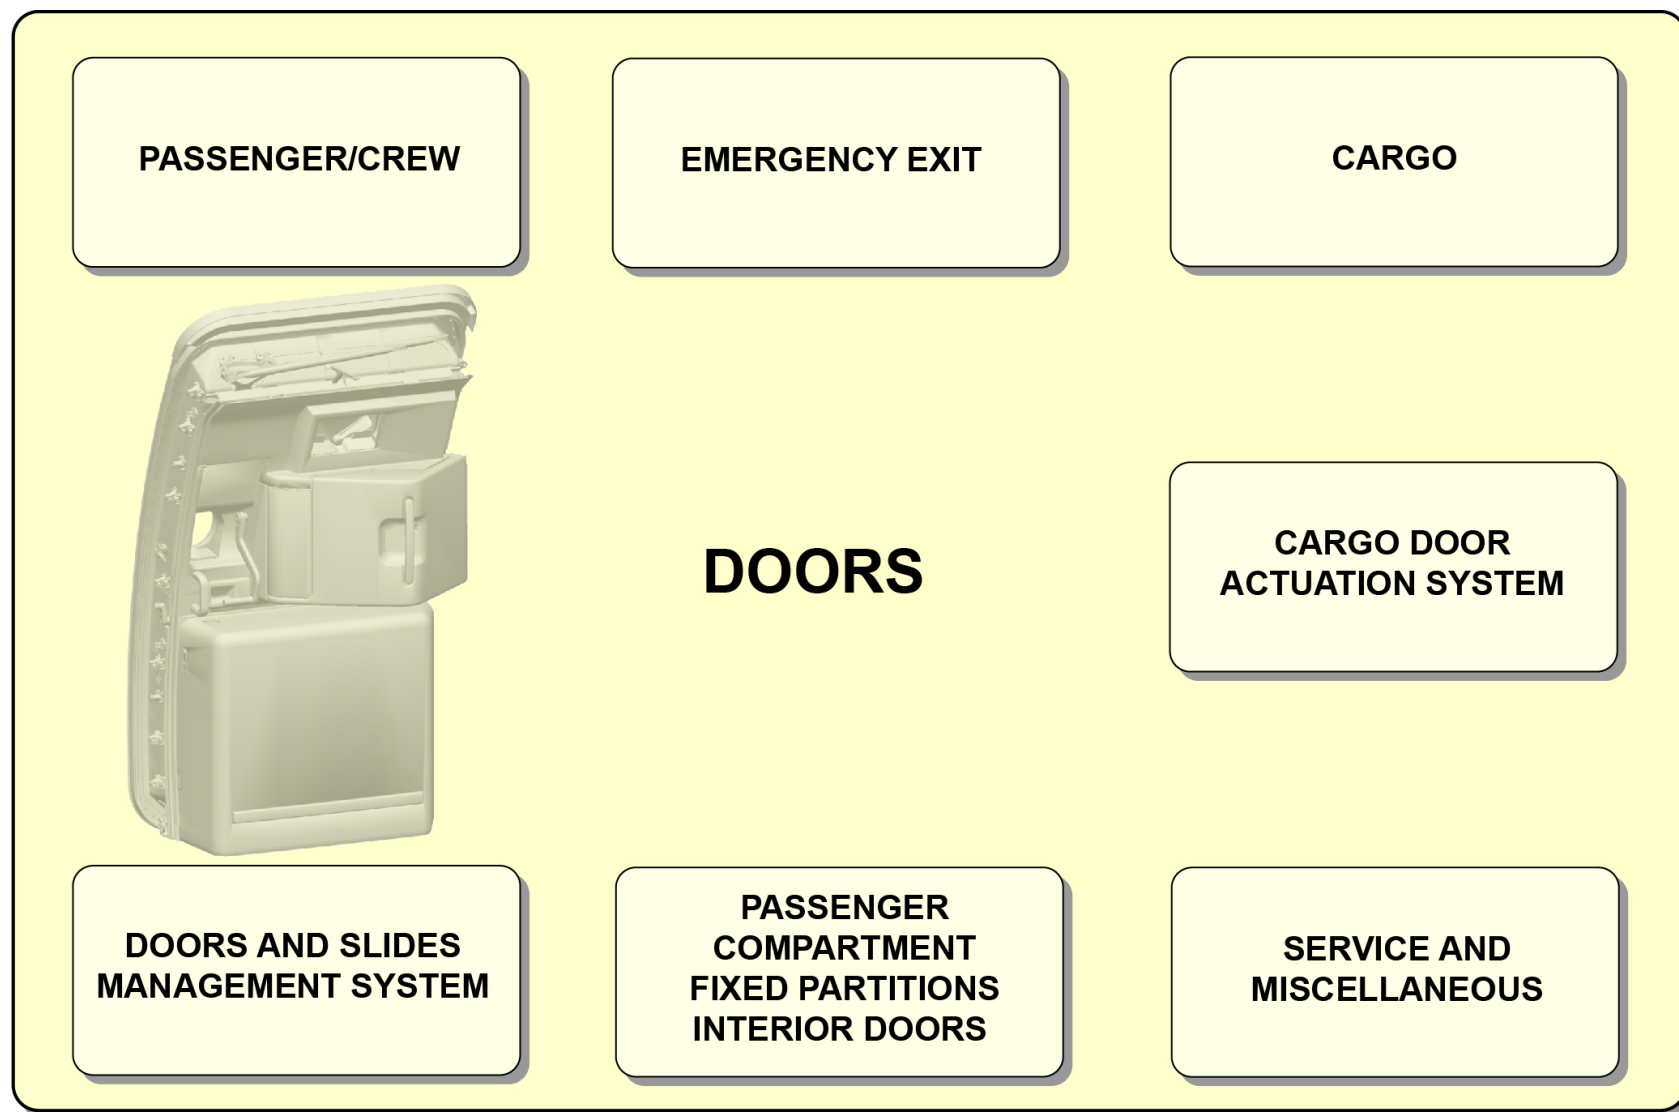 PASSENGER/CREW
EMERGENCY EXIT
CARGO
DOORS
CARGO DOOR
ACTUATION SYSTEM
DOORS AND SLIDES
MANAGEMENT SYSTEM
PASSENGER
COMPARTMENT
FIXED PARTITIONS
INTERIOR DOORS
SERVICE AND
MISCELLANEOUS